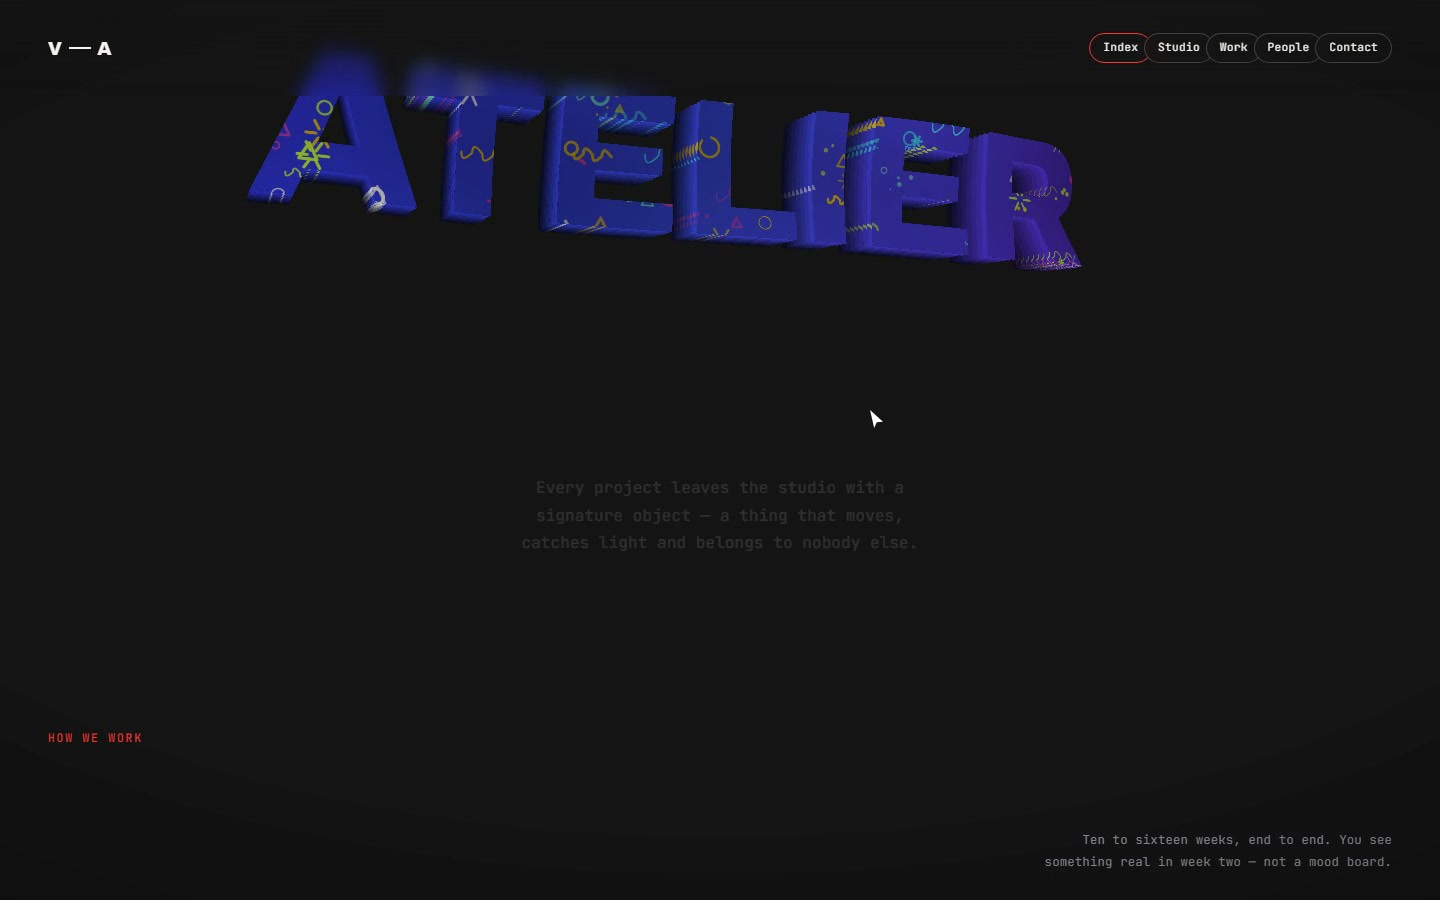 V — A
Index Studio Work People Contact
ATELIER
Every project leaves the studio with a
signature object — a thing that moves,
catches light and belongs to nobody else.
HOW WE WORK
Ten to sixteen weeks, end to end. You see
something real in week two — not a mood board.